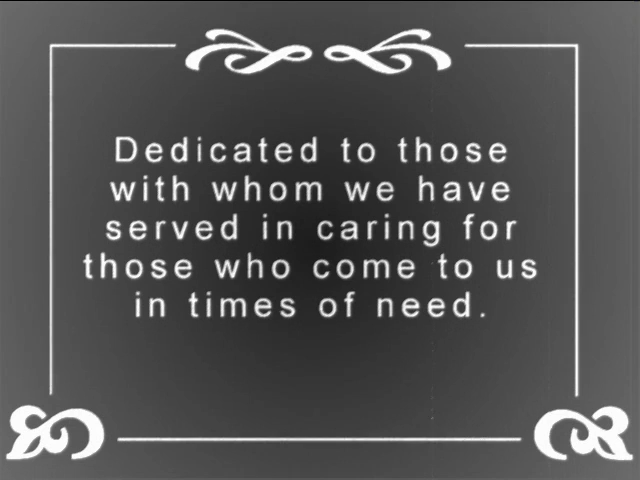 Dedicated to those
with whom we have
served in caring for
those who come to us
in times of need.